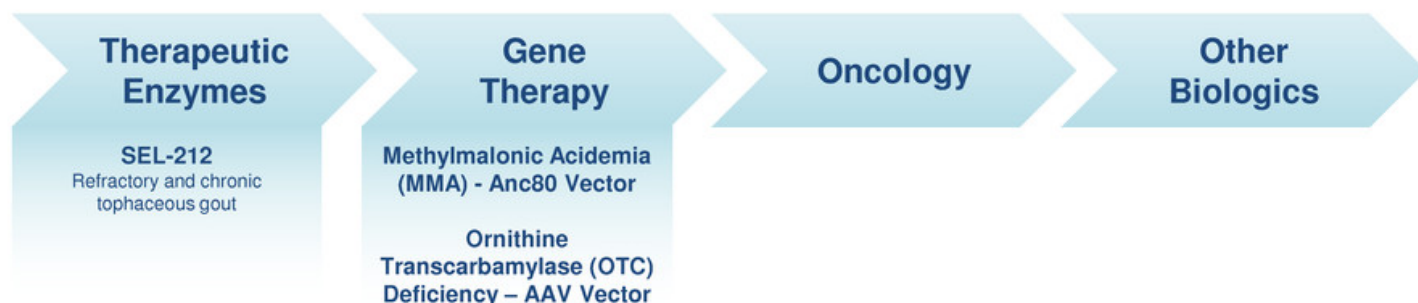 Therapeutic
Enzymes
SEL-212
Refractory and chronic
tophaceous gout
Gene
Therapy
Methylmalonic Acidemia
(MMA) - Anc80 Vector
Ornithine
Transcarbamylase (OTC)
Deficiency – AAV Vector
Oncology
Other
Biologics